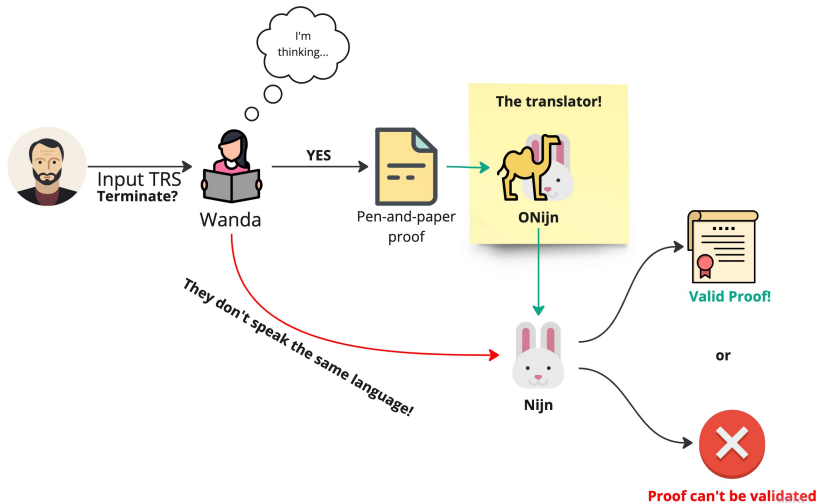 I'm
thinking...
The translator!
YES
Input TRS
Terminate?
Wanda
Pen-and-paper
proof
ONijn
They don't speak the same language!
Valid Proof!
or
Nijn
Proof can't be validated